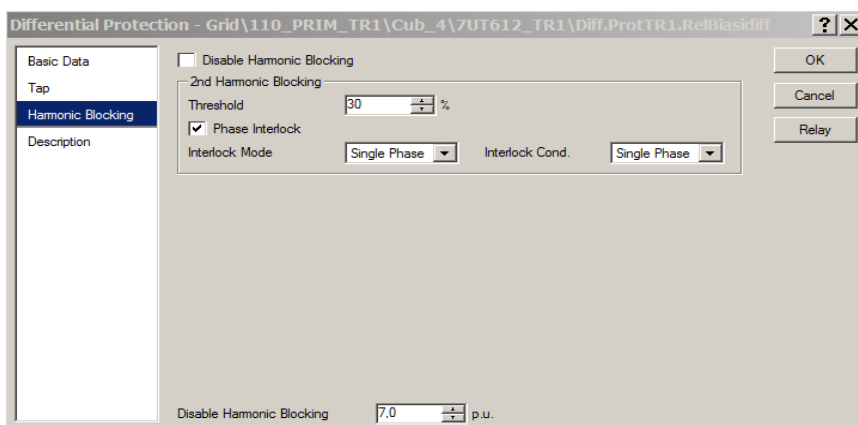 Differential Protection - Grid\110_PRIM_TR1\Cub_4\7UT612_TR1\Diff.ProtTR1.RelBiasidiff
Basic Data
Tap
Harmonic Blocking
Description
Disable Harmonic Blocking
2nd Harmonic Blocking
Threshold 30 %
Phase Interlock
Interlock Mode Single Phase Interlock Cond. Single Phase
Disable Harmonic Blocking 7,0 p.u.
OK
Cancel
Relay